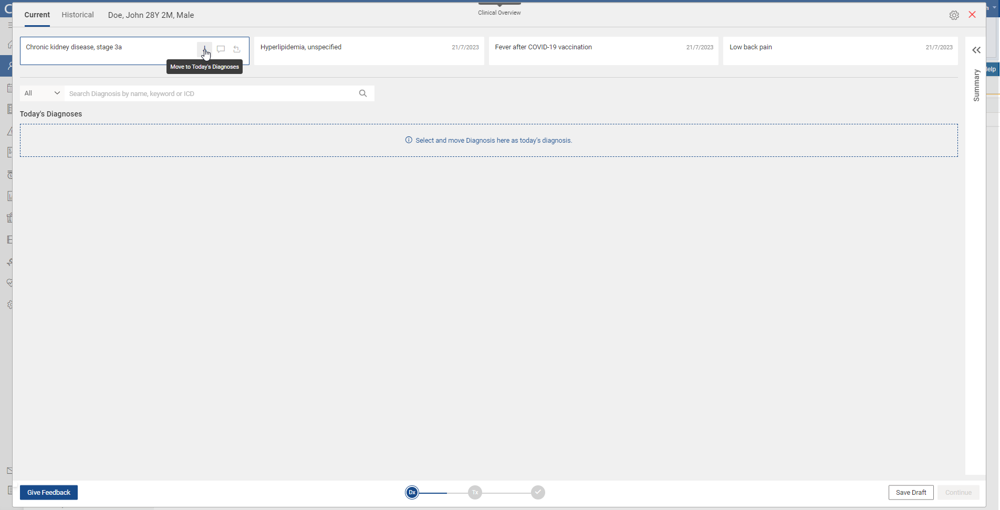 Current
Historical
Doe, John 28Y 2M, Male
Clinical Overview
Chronic kidney disease, stage 3a
Hyperlipidemia, unspecified
21/7/2023
Fever after COVID-19 vaccination
21/7/2023
Low back pain
21/7/2023
Move to Today's Diagnoses
Summary
All
Search Diagnosis by name, keyword or ICD
Today's Diagnoses
Select and move Diagnosis here as today's diagnosis.
Give Feedback
Dx
Tx
Save Draft
Continue